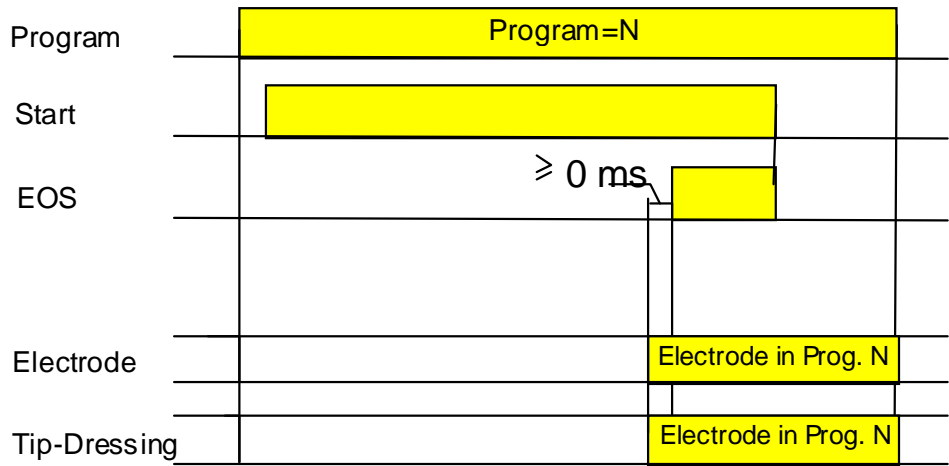 Program
Program=N
Start
≥ 0 ms
EOS
Electrode
Electrode in Prog. N
Tip-Dressing
Electrode in Prog. N